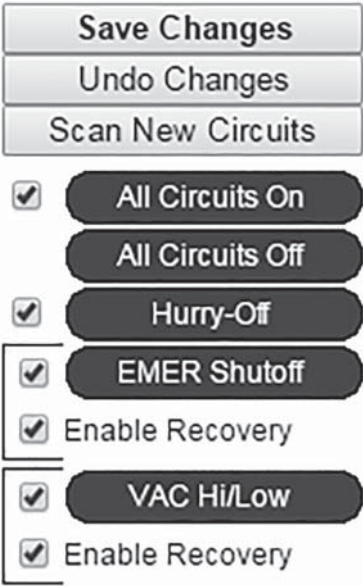 Save Changes
Undo Changes
Scan New Circuits
All Circuits On
All Circuits Off
Hurry-Off
EMER Shutoff
Enable Recovery
VAC Hi/Low
Enable Recovery